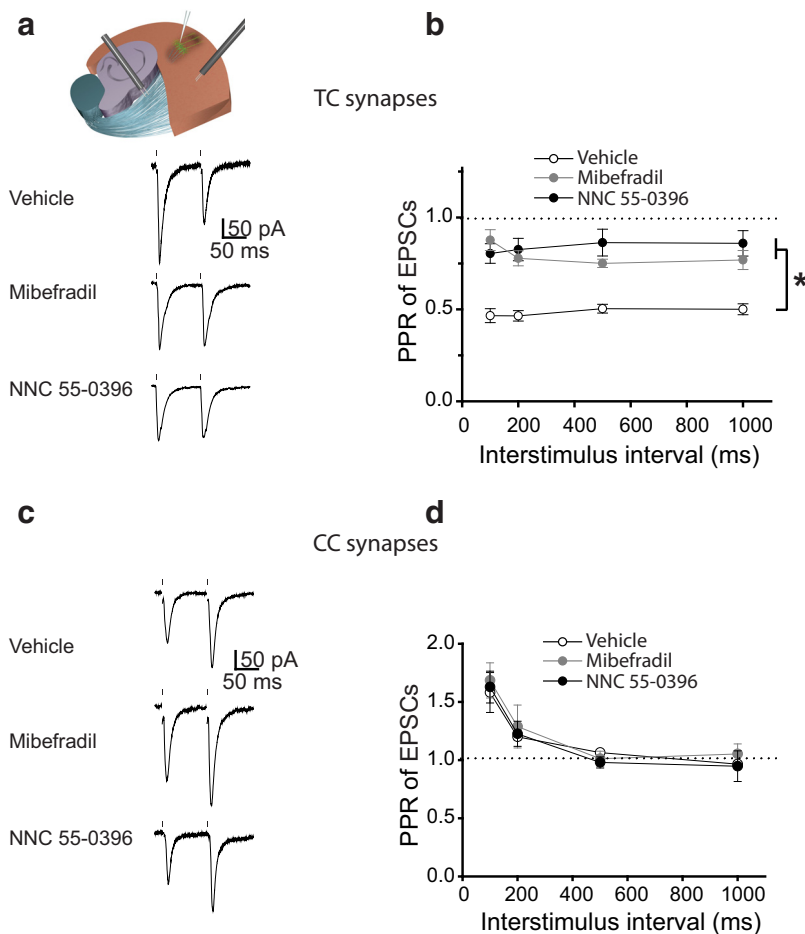 a
b
TC synapses
Vehicle
Mibefradil
NNC 55-0396
50 pA
50 ms
Vehicle
Mibefradil
NNC 55-0396
PPR of EPSCs
1.0
0.5
0.0
*
0 200 400 600 800 1000
Interstimulus interval (ms)
c
d
CC synapses
Vehicle
Mibefradil
NNC 55-0396
50 pA
50 ms
Vehicle
Mibefradil
NNC 55-0396
PPR of EPSCs
2.0
1.5
1.0
0.5
0.0
0 200 400 600 800 1000
Interstimulus interval (ms)